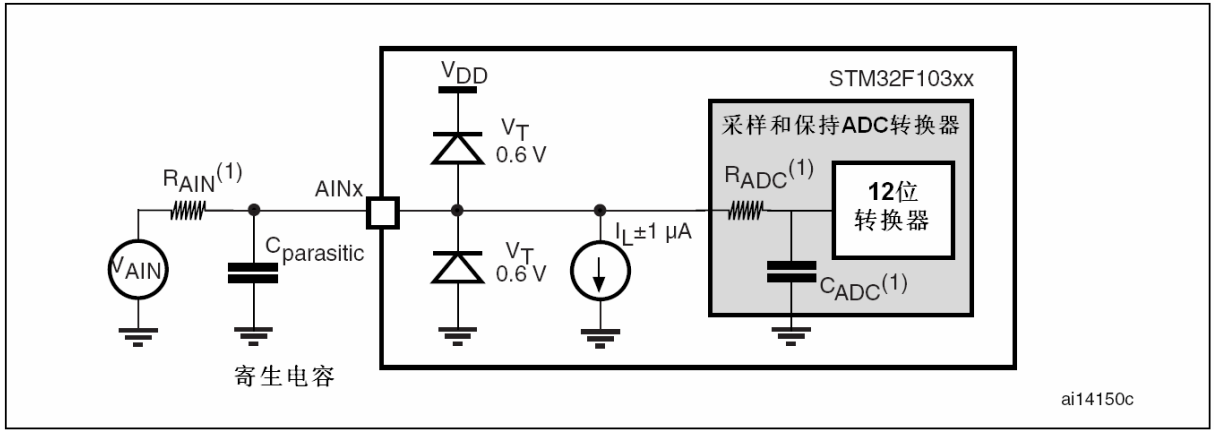 VDD
STM32F103xx
采样和保持ADC转换器
VT
0.6 V
RAIN(1)
AINx
RADC(1)
12位
转换器
IL±1 µA
VAIN
Cparasitic
VT
0.6 V
CADC(1)
寄生电容
ai14150c